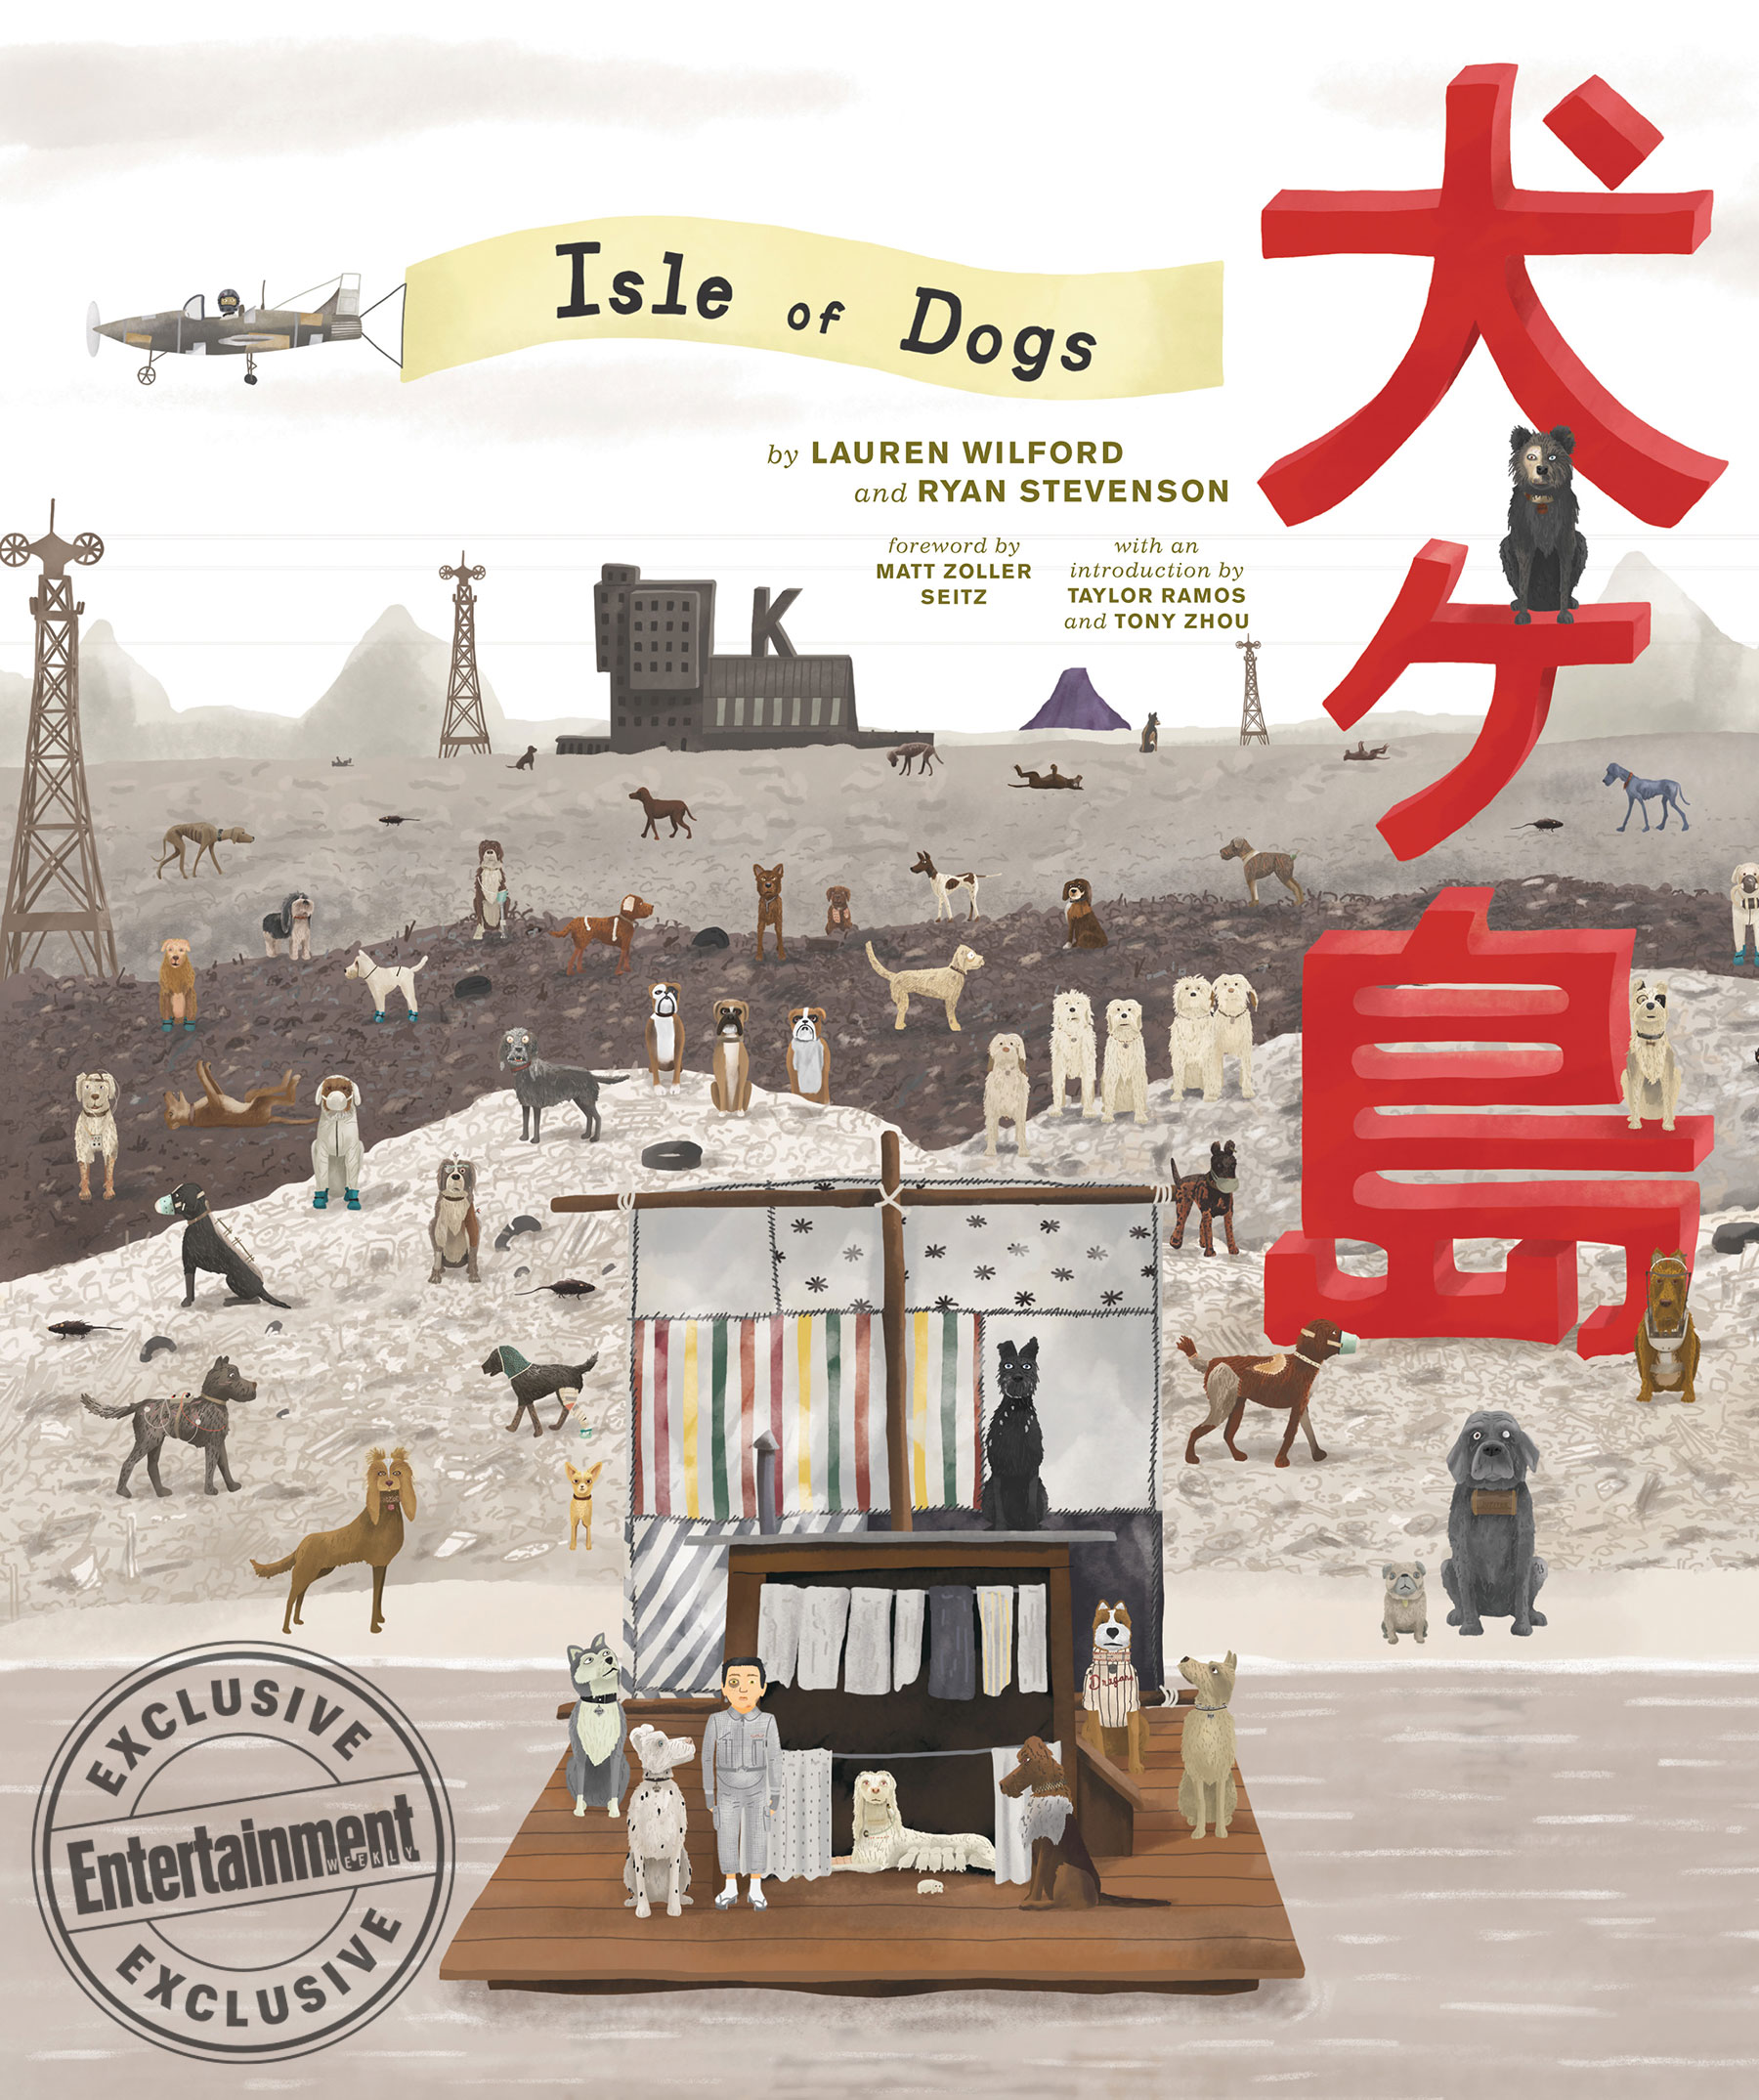 Isle of Dogs
犬ヶ島
by LAUREN WILFORD
and RYAN STEVENSON
foreword by
MATT ZOLLER
SEITZ
with an
introduction by
TAYLOR RAMOS
and TONY ZHOU
K
Dragons
EXCLUSIVE
Entertainment
WEEKLY
EXCLUSIVE